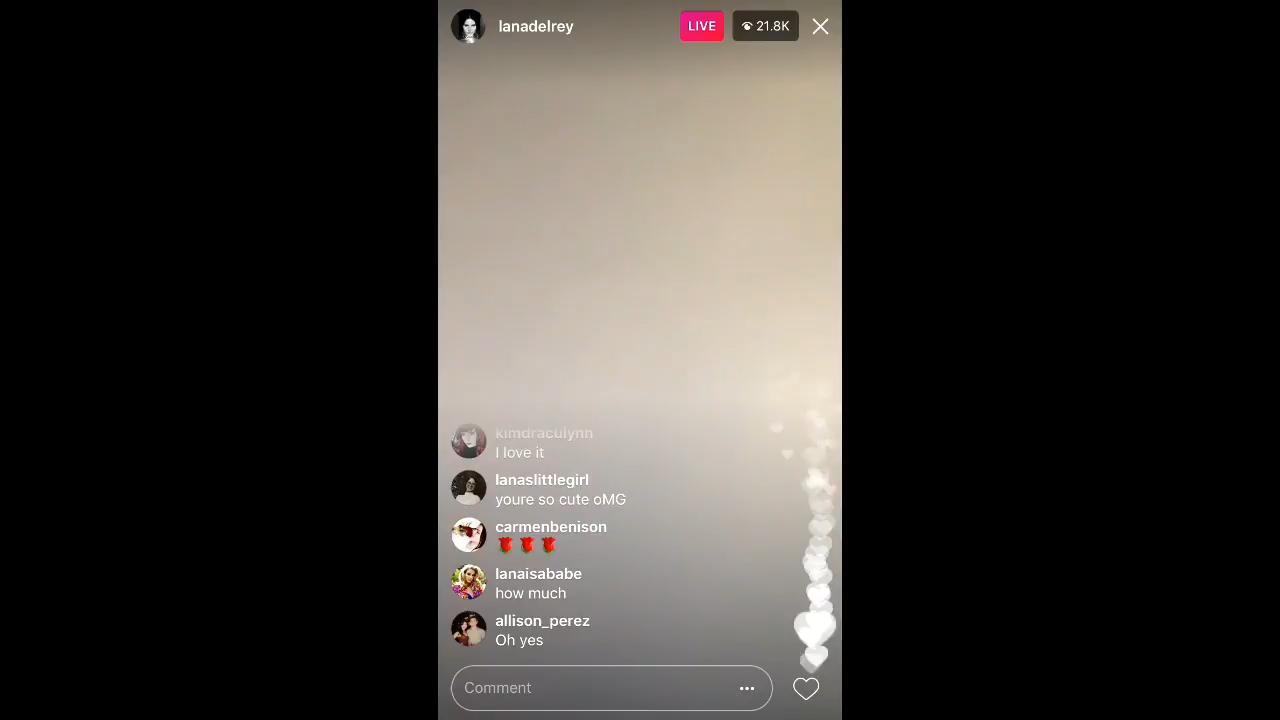 lanadelrey
LIVE
21.8K
kimdraculynn
I love it
lanaslittlegirl
youre so cute oMG
carmenbenison
🌹🌹🌹
lanaisababe
how much
allison_perez
Oh yes
Comment